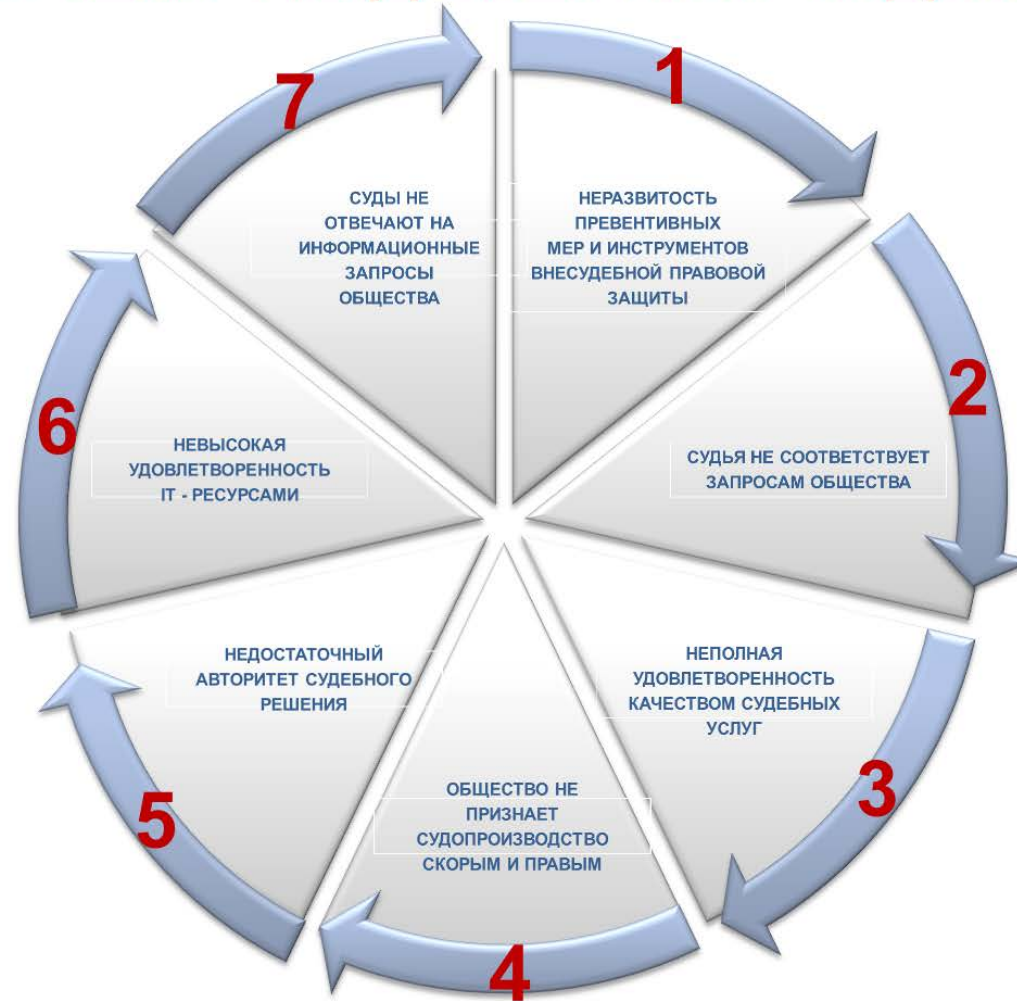 1
НЕРАЗВИТОСТЬ
ПРЕВЕНТИВНЫХ
МЕР И ИНСТРУМЕНТОВ
ВНЕСУДЕБНОЙ ПРАВОВОЙ
ЗАЩИТЫ
2
СУДЬЯ НЕ СООТВЕТСТВУЕТ
ЗАПРОСАМ ОБЩЕСТВА
3
НЕПОЛНАЯ
УДОВЛЕТВОРЕННОСТЬ
КАЧЕСТВОМ СУДЕБНЫХ
УСЛУГ
4
ОБЩЕСТВО НЕ
ПРИЗНАЕТ
СУДОПРОИЗВОДСТВО
СКОРЫМ И ПРАВЫМ
5
НЕДОСТАТОЧНЫЙ
АВТОРИТЕТ СУДЕБНОГО
РЕШЕНИЯ
6
НЕВЫСОКАЯ
УДОВЛЕТВОРЕННОСТЬ
IT - РЕСУРСАМИ
7
СУДЫ НЕ
ОТВЕЧАЮТ НА
ИНФОРМАЦИОННЫЕ
ЗАПРОСЫ
ОБЩЕСТВА